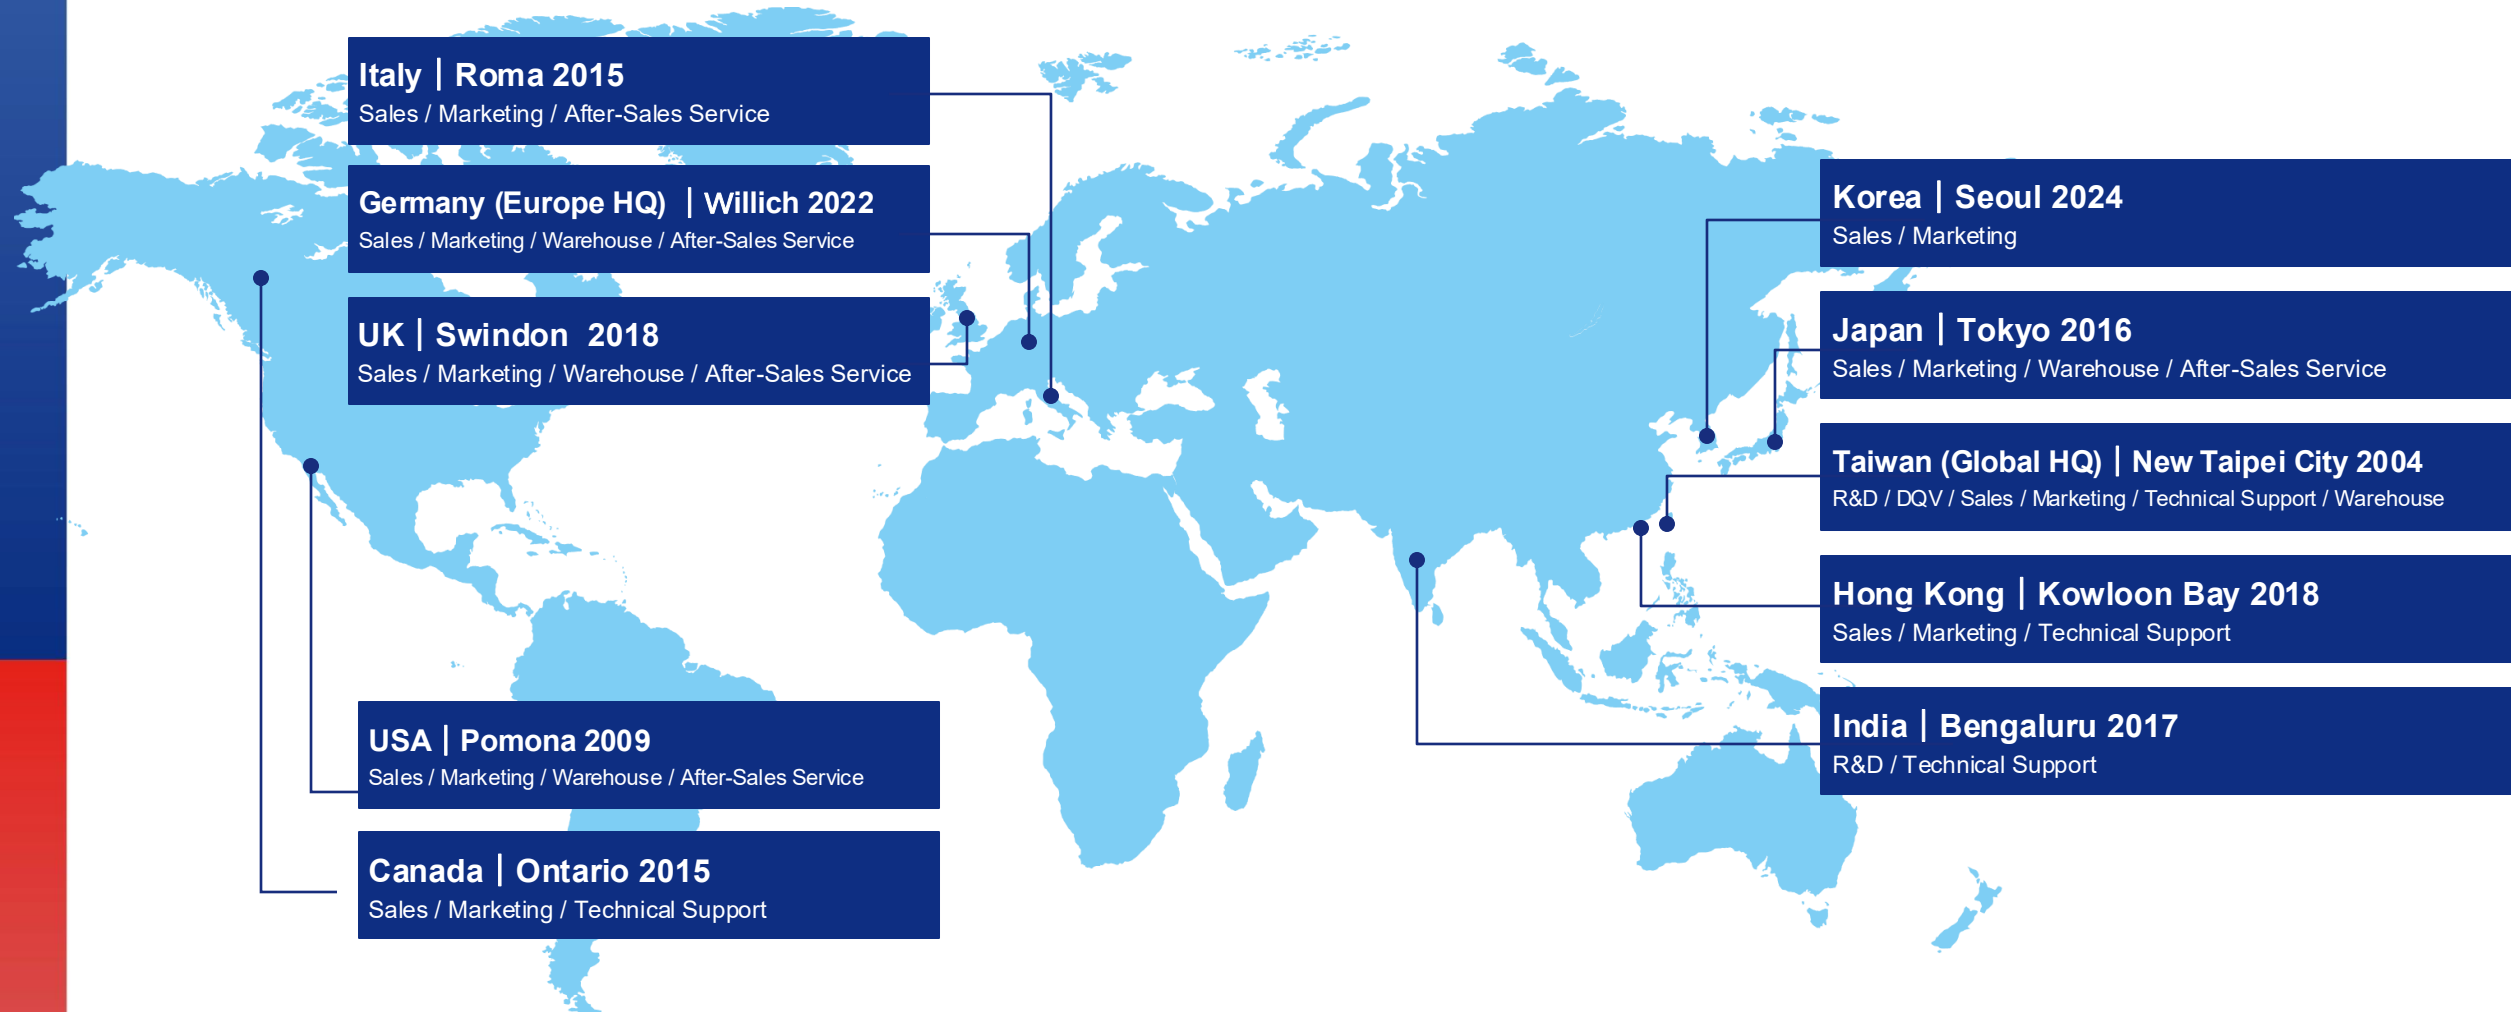 Italy｜Roma 2015
Sales / Marketing / After-Sales Service
Germany (Europe HQ) ｜Willich 2022
Sales / Marketing / Warehouse / After-Sales Service
UK｜Swindon  2018
Sales / Marketing / Warehouse / After-Sales Service
USA｜Pomona 2009
Sales / Marketing / Warehouse / After-Sales Service
Canada｜Ontario 2015
Sales / Marketing / Technical Support
Korea｜Seoul 2024
Sales / Marketing
Japan｜Tokyo 2016
Sales / Marketing / Warehouse / After-Sales Service
Taiwan (Global HQ)｜New Taipei City 2004
R&D / DQV / Sales / Marketing / Technical Support / Warehouse
Hong Kong｜Kowloon Bay 2018
Sales / Marketing / Technical Support
India｜Bengaluru 2017
R&D / Technical Support